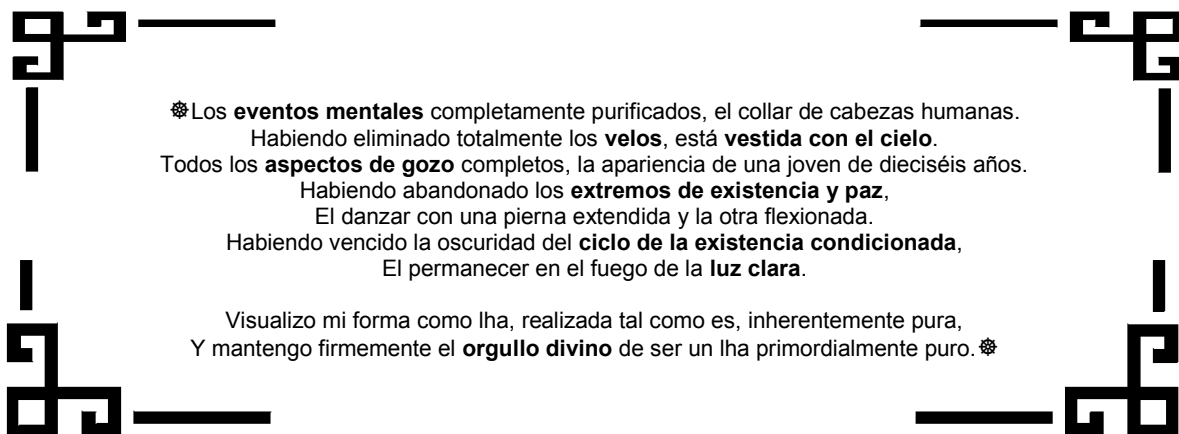 ☸Los eventos mentales completamente purificados, el collar de cabezas humanas.
Habiendo eliminado totalmente los velos, está vestida con el cielo.
Todos los aspectos de gozo completos, la apariencia de una joven de dieciséis años.
Habiendo abandonado los extremos de existencia y paz,
El danzar con una pierna extendida y la otra flexionada.
Habiendo vencido la oscuridad del ciclo de la existencia condicionada,
El permanecer en el fuego de la luz clara.
Visualizo mi forma como lha, realizada tal como es, inherentemente pura,
Y mantengo firmemente el orgullo divino de ser un lha primordialmente puro.☸